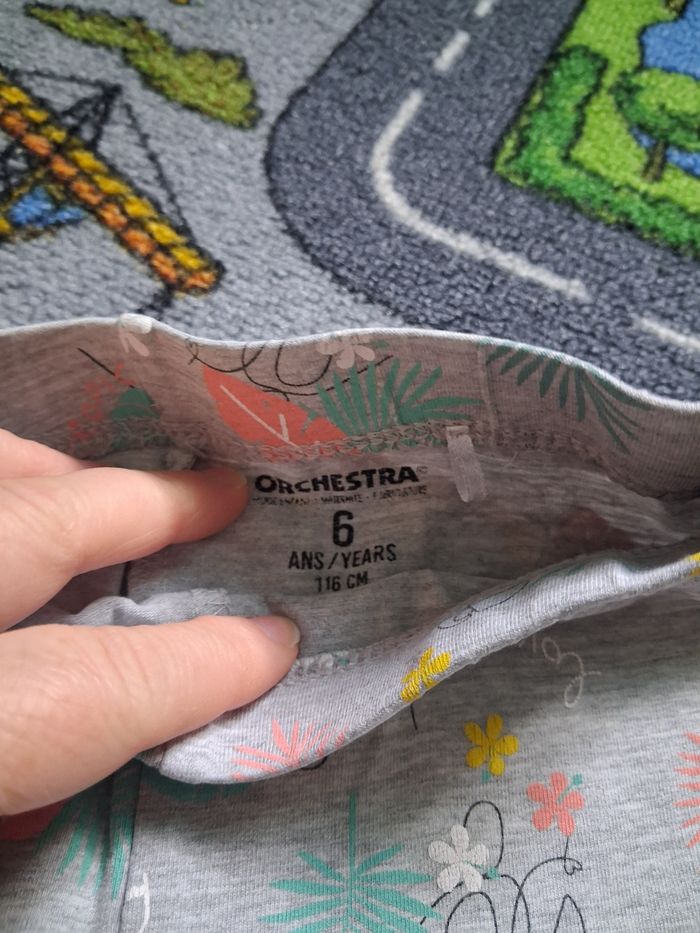 ORCHESTRA
6
ANS/YEARS
116 CM